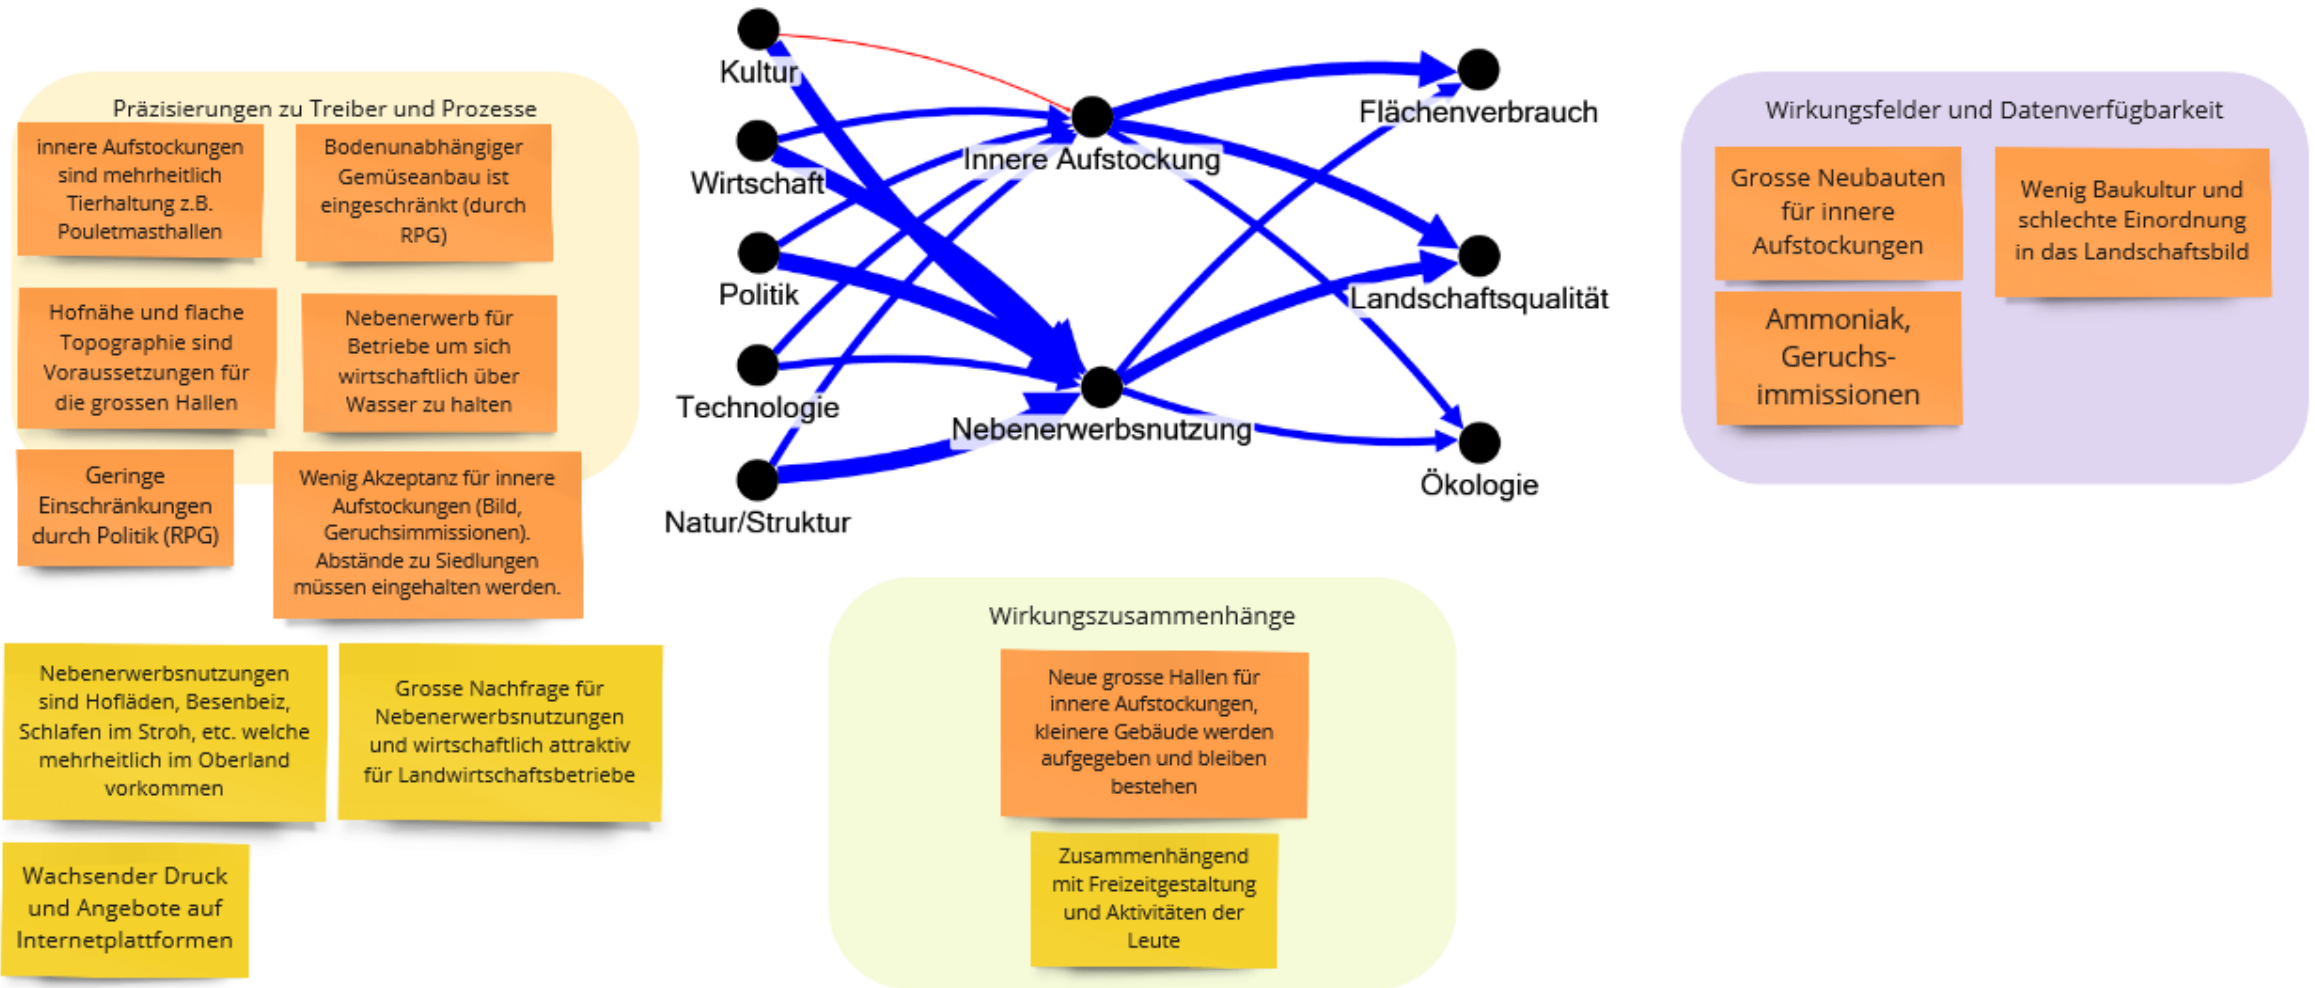 Präzisierungen zu Treiber und Prozesse
innere Aufstockungen
sind mehrheitlich
Tierhaltung z.B.
Pouletmasthallen
Bodenunabhängiger
Gemüseanbau ist
eingeschränkt (durch
RPG)
Hofnähe und flache
Topographie sind
Voraussetzungen für
die grossen Hallen
Nebenerwerb für
Betriebe um sich
wirtschaftlich über
Wasser zu halten
Geringe
Einschränkungen
durch Politik (RPG)
Wenig Akzeptanz für innere
Aufstockungen (Bild,
Geruchsimmissionen).
Abstände zu Siedlungen
müssen eingehalten werden.
Nebenerwerbsnutzungen
sind Hofläden, Besenbeiz,
Schlafen im Stroh, etc. welche
mehrheitlich im Oberland
vorkommen
Grosse Nachfrage für
Nebenerwerbsnutzungen
und wirtschaftlich attraktiv
für Landwirtschaftsbetriebe
Wachsender Druck
und Angebote auf
Internetplattformen
Kultur
Wirtschaft
Politik
Technologie
Natur/Struktur
Innere Aufstockung
Nebenerwerbsnutzung
Flächenverbrauch
Landschaftsqualität
Ökologie
Wirkungszusammenhänge
Neue grosse Hallen für
innere Aufstockungen,
kleinere Gebäude werden
aufgegeben und bleiben
bestehen
Zusammenhängend
mit Freizeitgestaltung
und Aktivitäten der
Leute
Wirkungsfelder und Datenverfügbarkeit
Grosse Neubauten
für innere
Aufstockungen
Wenig Baukultur und
schlechte Einordnung
in das Landschaftsbild
Ammoniak,
Geruchs-
immissionen